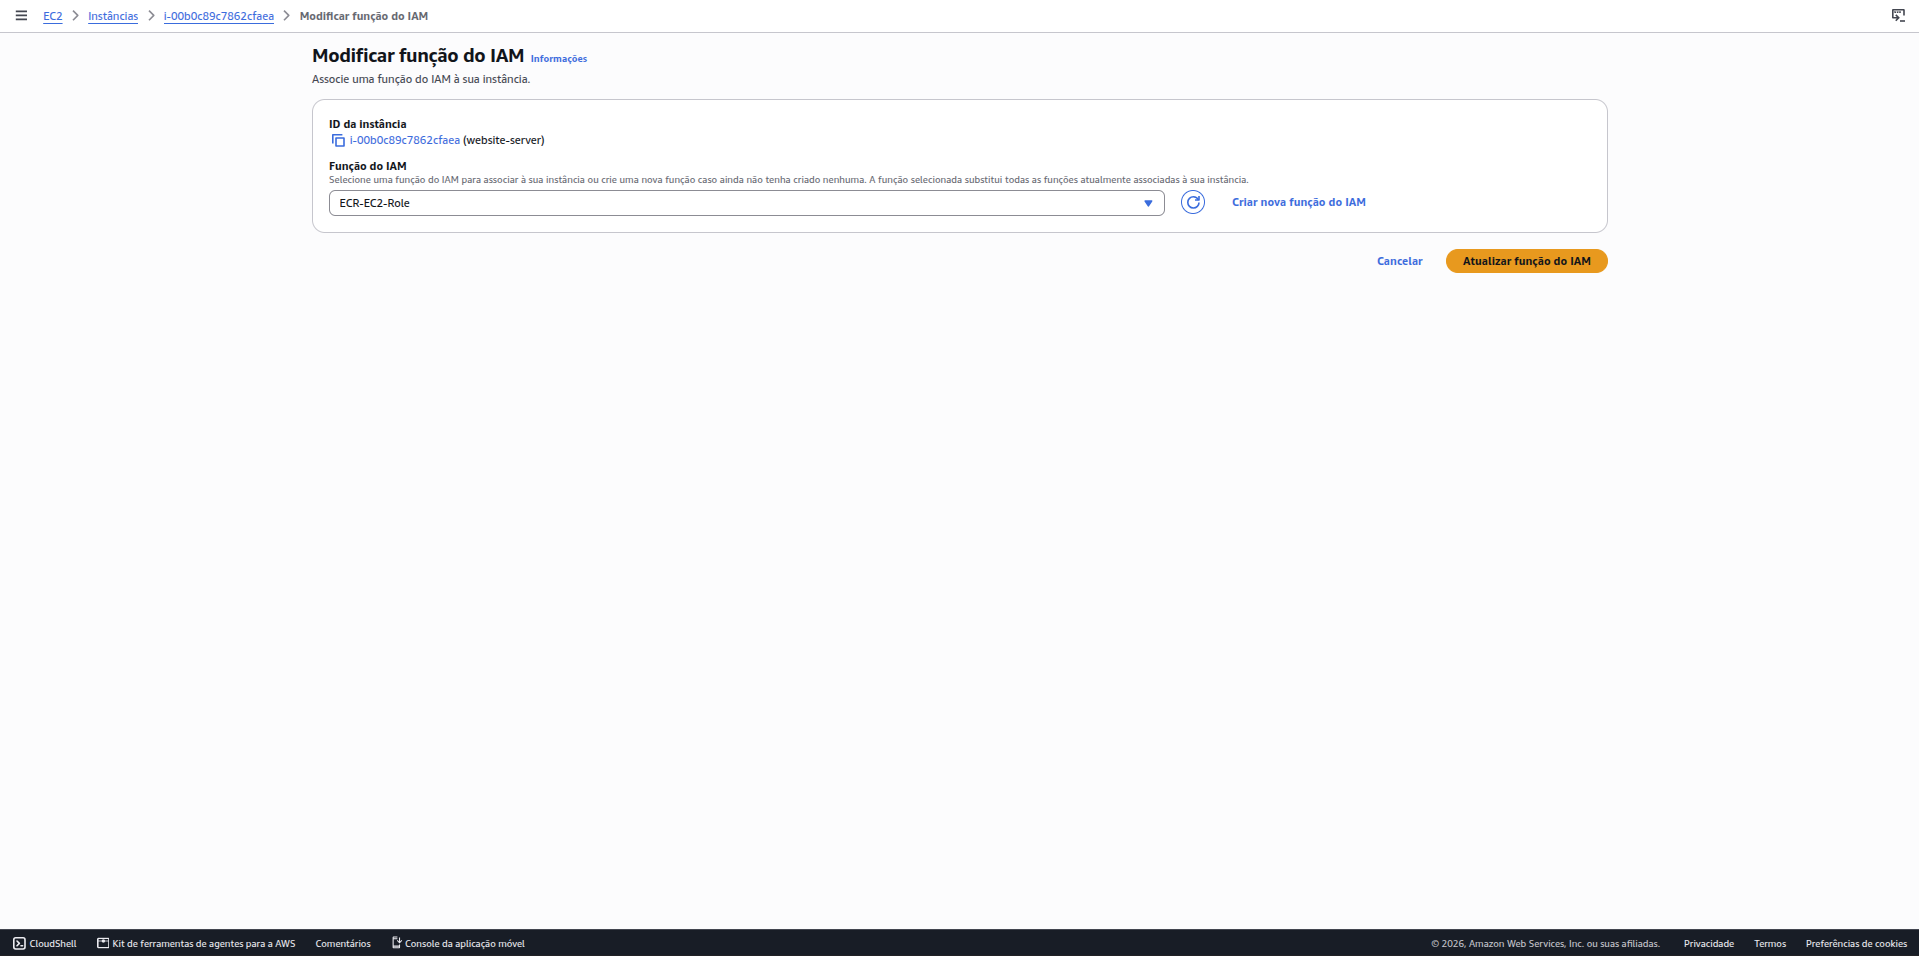 EC2 > Instâncias > i-00b0c89c7862cfaea > Modificar função do IAM
Modificar função do IAM Informações
Associe uma função do IAM à sua instância.
ID da instância
i-00b0c89c7862cfaea (website-server)
Função do IAM
Selecione uma função do IAM para associar à sua instância ou crie uma nova função caso ainda não tenha criado nenhuma. A função selecionada substitui todas as funções atualmente associadas à sua instância.
ECR-EC2-Role
Criar nova função do IAM
Cancelar
Atualizar função do IAM
CloudShell Kit de ferramentas de agentes para a AWS Comentários Console da aplicação móvel © 2026, Amazon Web Services, Inc. ou suas afiliadas. Privacidade Termos Preferências de cookies